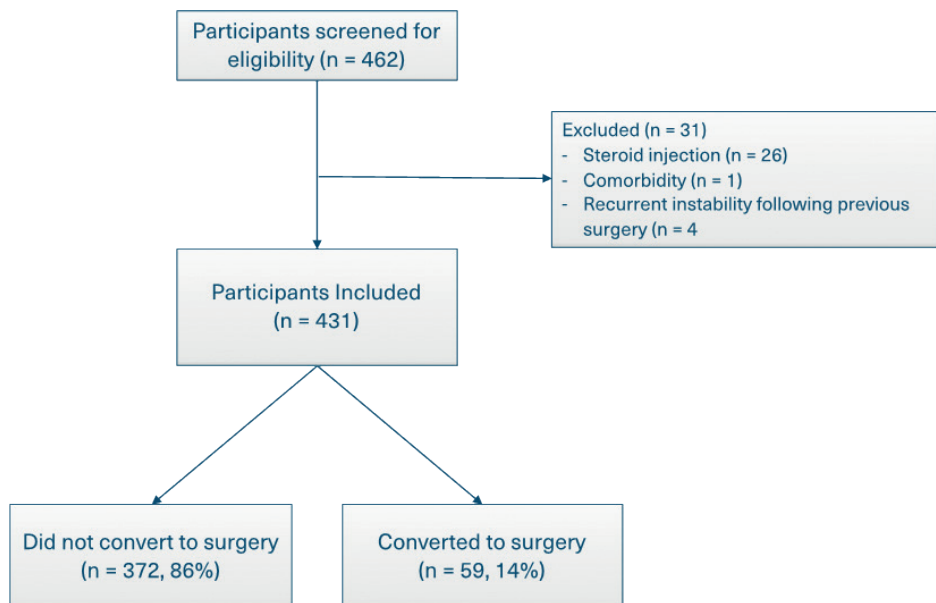 Participants screened for
eligibility (n = 462)
Excluded (n = 31)
- Steroid injection (n = 26)
- Comorbidity (n = 1)
- Recurrent instability following previous
surgery (n = 4
Participants Included
(n = 431)
Did not convert to surgery
(n = 372, 86%)
Converted to surgery
(n = 59, 14%)